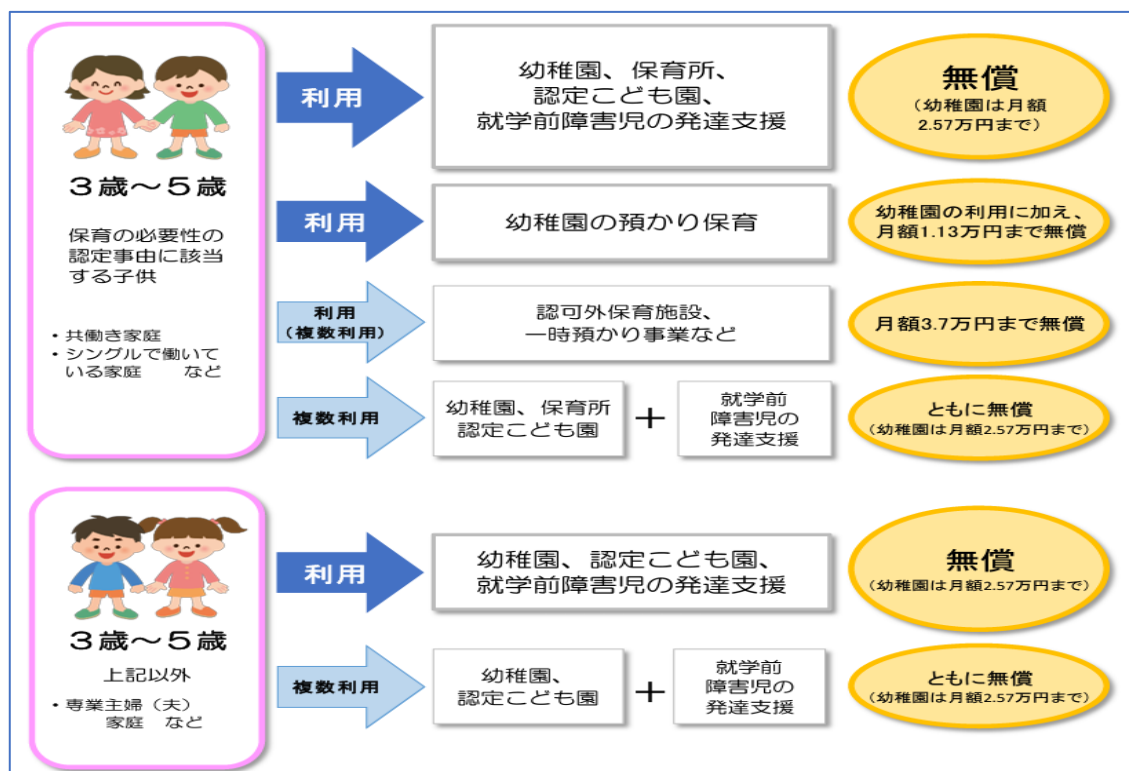 3歳～5歳
保育の必要性の
認定事由に該当
する子供
・共働き家庭
・シングルで働いて
いる家庭　など
利用
幼稚園、保育所、
認定こども園、
就学前障害児の発達支援
無償
(幼稚園は月額
2.57万円まで)
利用
幼稚園の預かり保育
幼稚園の利用に加え、
月額1.13万円まで無償
利用
(複数利用)
認可外保育施設、
一時預かり事業など
月額3.7万円まで無償
複数利用
幼稚園、保育所
認定こども園
+
就学前
障害児の
発達支援
ともに無償
(幼稚園は月額2.57万円まで)
3歳～5歳
上記以外
・専業主婦(夫)
家庭　など
利用
幼稚園、認定こども園、
就学前障害児の発達支援
無償
(幼稚園は月額2.57万円まで)
複数利用
幼稚園、
認定こども園
+
就学前
障害児の
発達支援
ともに無償
(幼稚園は月額2.57万円まで)